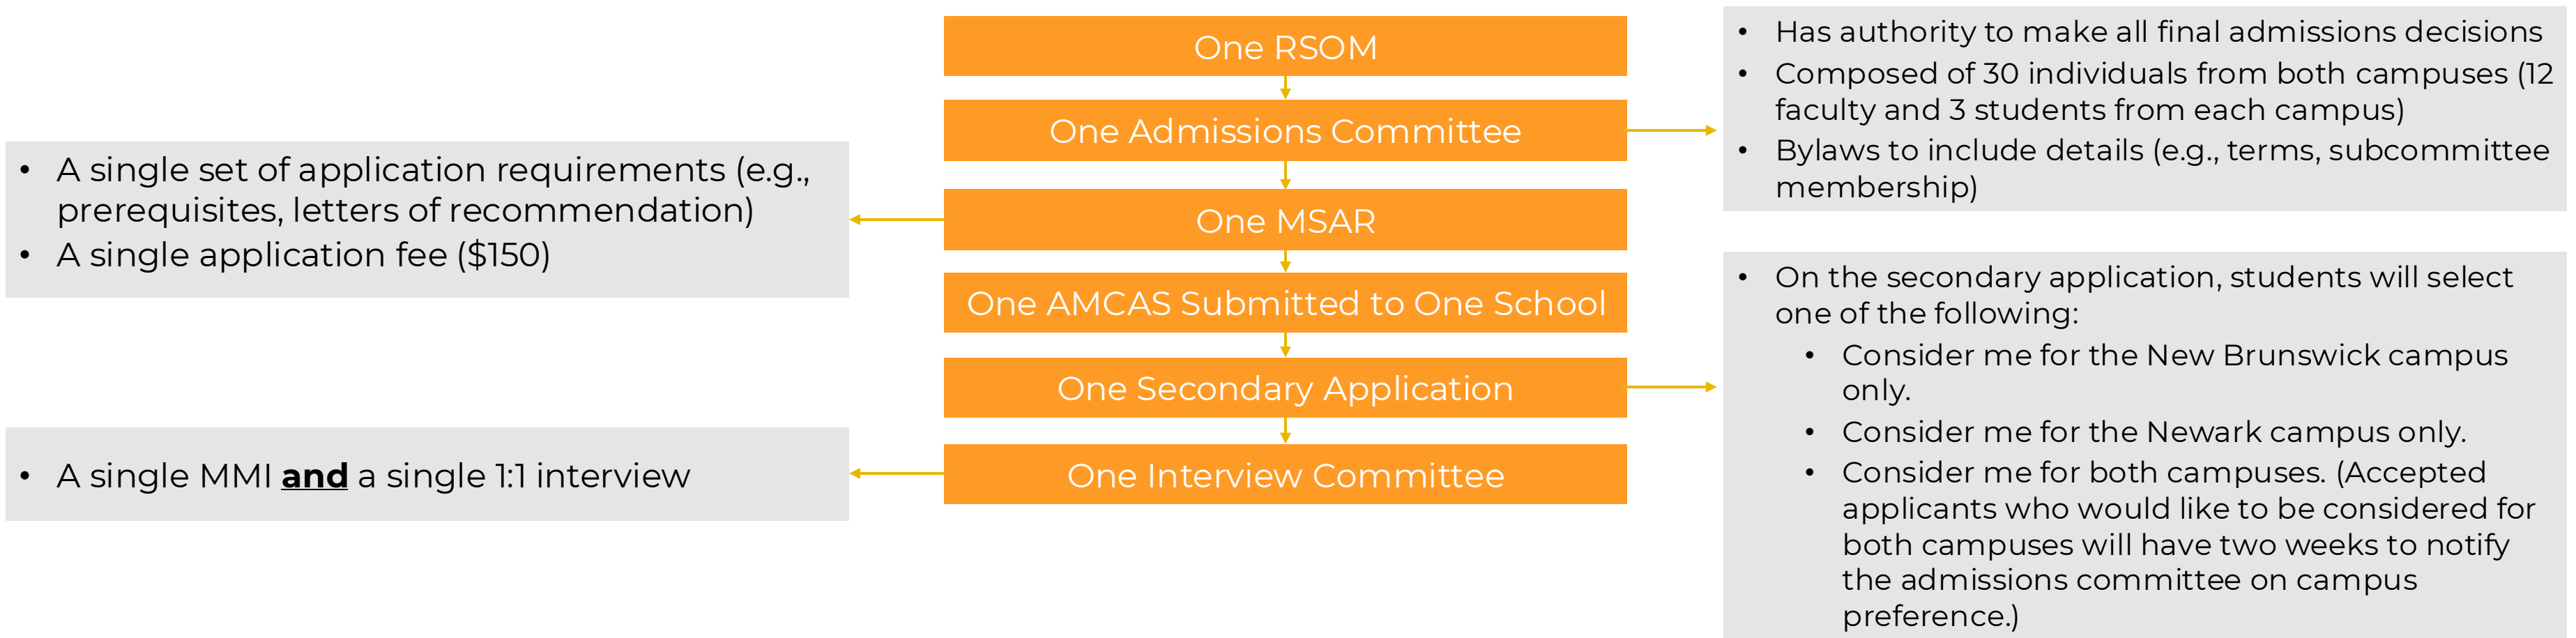 One RSOM
One Admissions Committee
• Has authority to make all final admissions decisions
• Composed of 30 individuals from both campuses (12
faculty and 3 students from each campus)
• Bylaws to include details (e.g., terms, subcommittee
membership)
One MSAR
• A single set of application requirements (e.g.,
prerequisites, letters of recommendation)
• A single application fee ($150)
One AMCAS Submitted to One School
One Secondary Application
• On the secondary application, students will select
one of the following:
• Consider me for the New Brunswick campus
only.
• Consider me for the Newark campus only.
• Consider me for both campuses. (Accepted
applicants who would like to be considered for
both campuses will have two weeks to notify
the admissions committee on campus
preference.)
One Interview Committee
• A single MMI and a single 1:1 interview